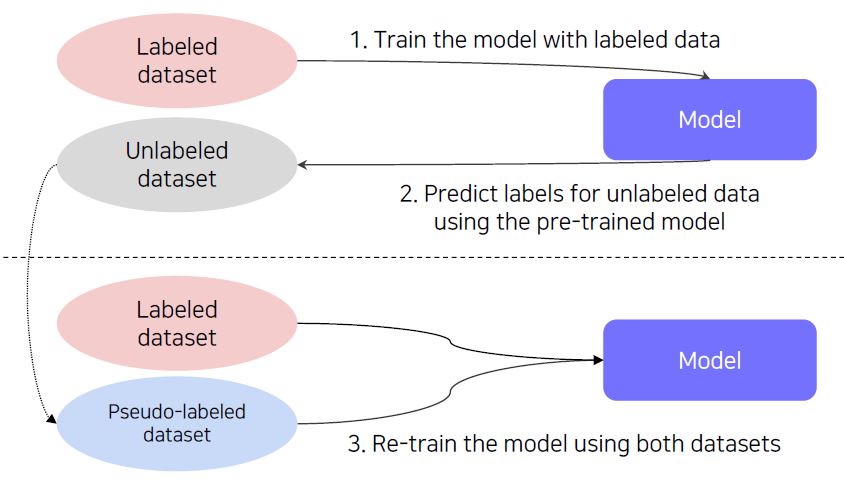 Labeled
dataset
1. Train the model with labeled data
Model
Unlabeled
dataset
2. Predict labels for unlabeled data
using the pre-trained model
Labeled
dataset
Model
Pseudo-labeled
dataset
3. Re-train the model using both datasets